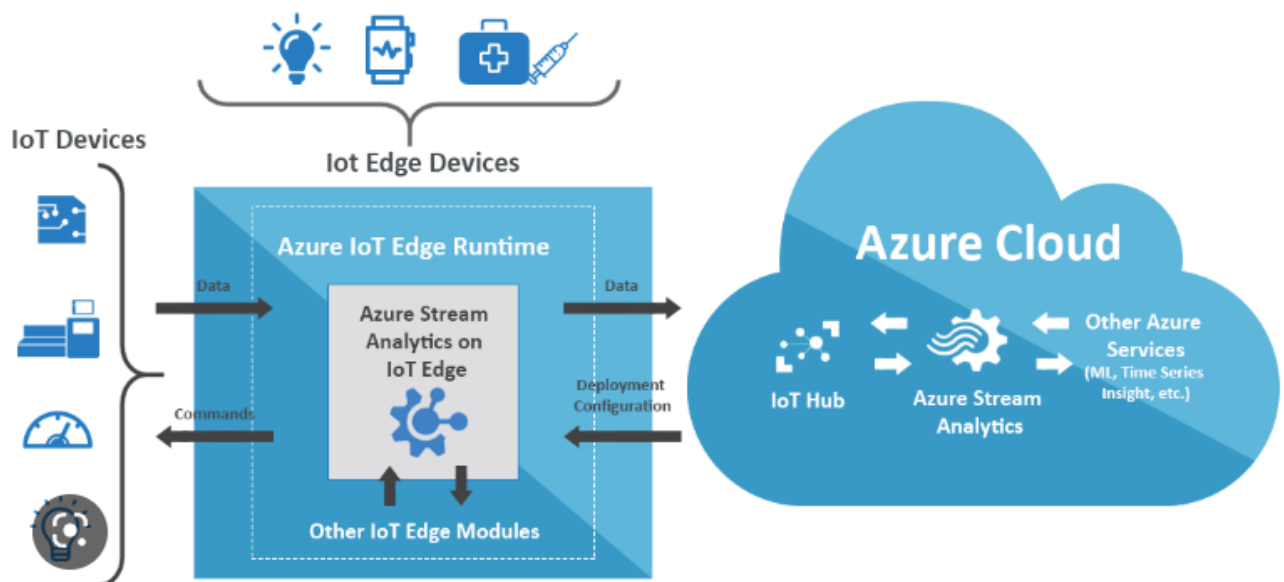 IoT Devices
Iot Edge Devices
Azure IoT Edge Runtime
Data
Commands
Azure Stream
Analytics on
IoT Edge
Other IoT Edge Modules
Data
Deployment
Configuration
Azure Cloud
IoT Hub
Azure Stream
Analytics
Other Azure
Services
(ML, Time Series
Insight, etc.)